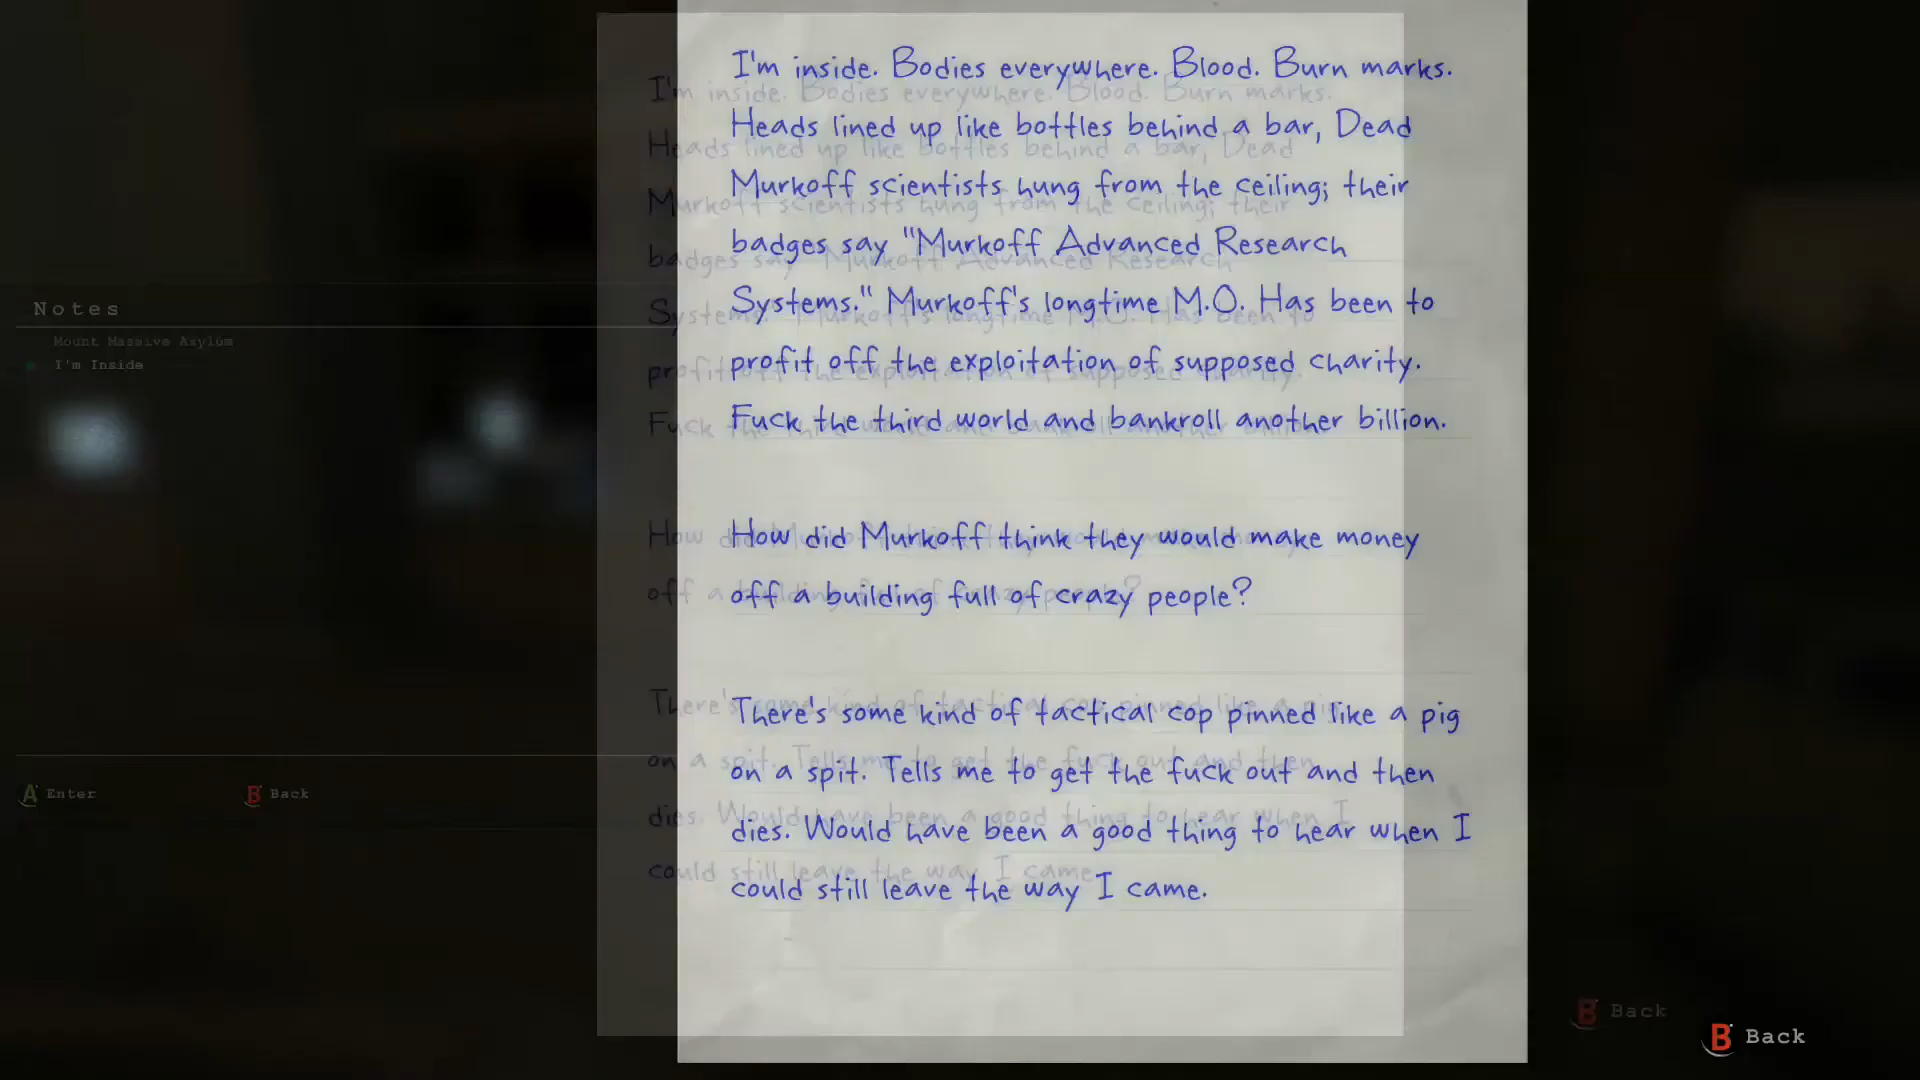 I'm inside. Bodies everywhere. Blood. Burn marks.
Heads lined up like bottles behind a bar, Dead
Murkoff scientists hung from the ceiling; their
badges say "Murkoff Advanced Research
Systems." Murkoff's longtime M.O. Has been to
profit off the exploitation of supposed charity.
Fuck the third world and bankroll another billion.
How did Murkoff think they would make money
off a building full of crazy people?
There's some kind of tactical cop pinned like a pig
on a spit. Tells me to get the fuck out and then
dies. Would have been a good thing to hear when I
could still leave the way I came.
Notes
Mount Massive Asylum
I'm Inside
A Enter
B Back
B Back
B Back